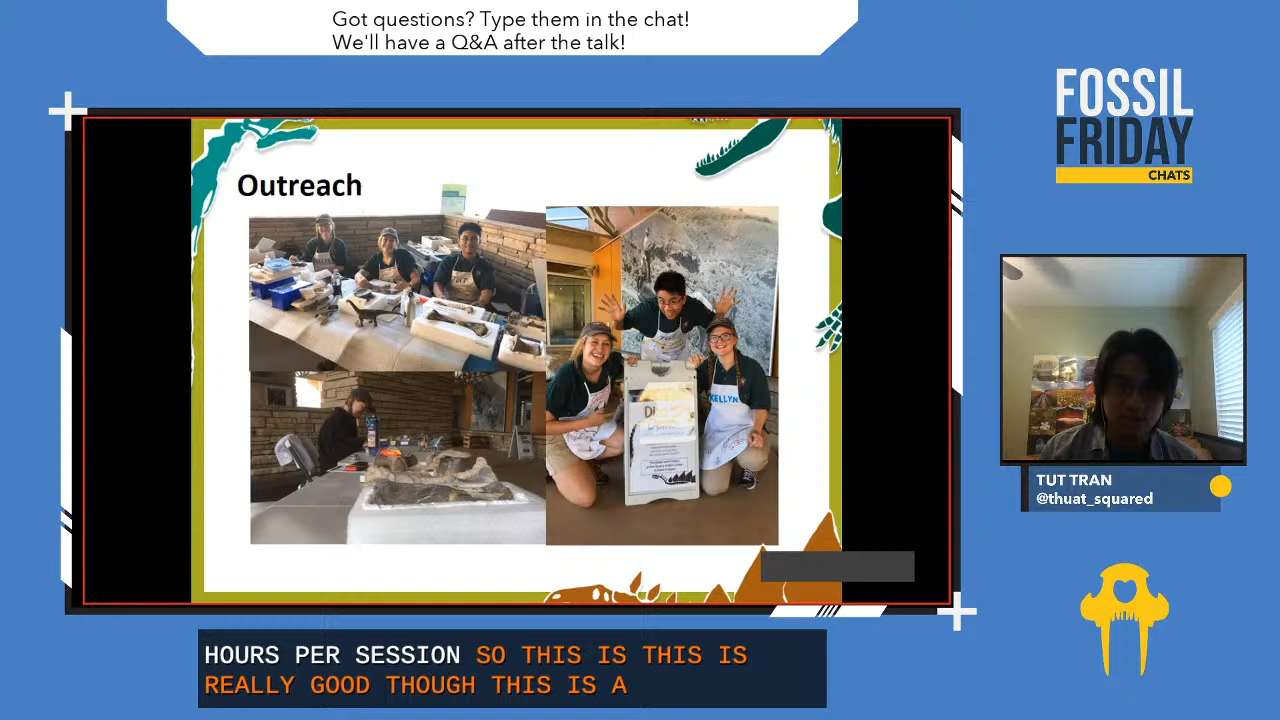 Got questions? Type them in the chat!
We'll have a Q&A after the talk!
FOSSIL
FRIDAY
CHATS
Outreach
KELLYN
TUT TRAN
@thuat_squared
HOURS PER SESSION SO THIS IS THIS IS
REALLY GOOD THOUGH THIS IS A